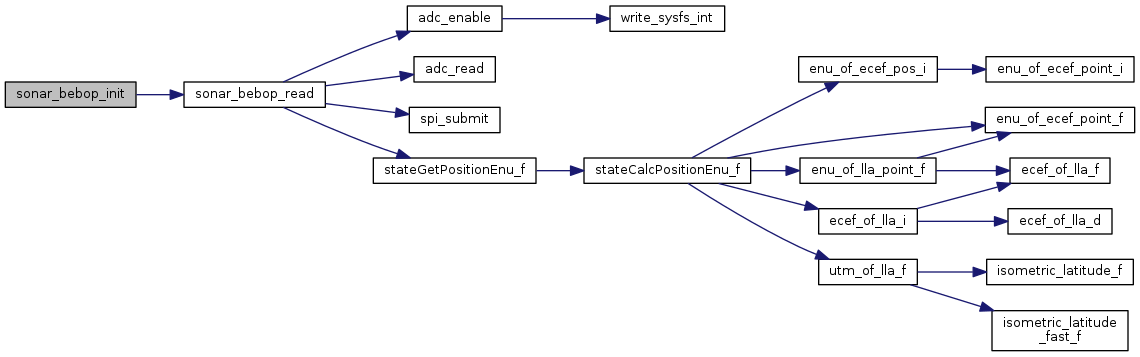 sonar_bebop_init
sonar_bebop_read
adc_enable
write_sysfs_int
adc_read
spi_submit
stateGetPositionEnu_f
stateCalcPositionEnu_f
enu_of_ecef_pos_i
enu_of_ecef_point_i
enu_of_ecef_point_f
enu_of_lla_point_f
ecef_of_lla_f
ecef_of_lla_i
ecef_of_lla_d
utm_of_lla_f
isometric_latitude_f
isometric_latitude
_fast_f